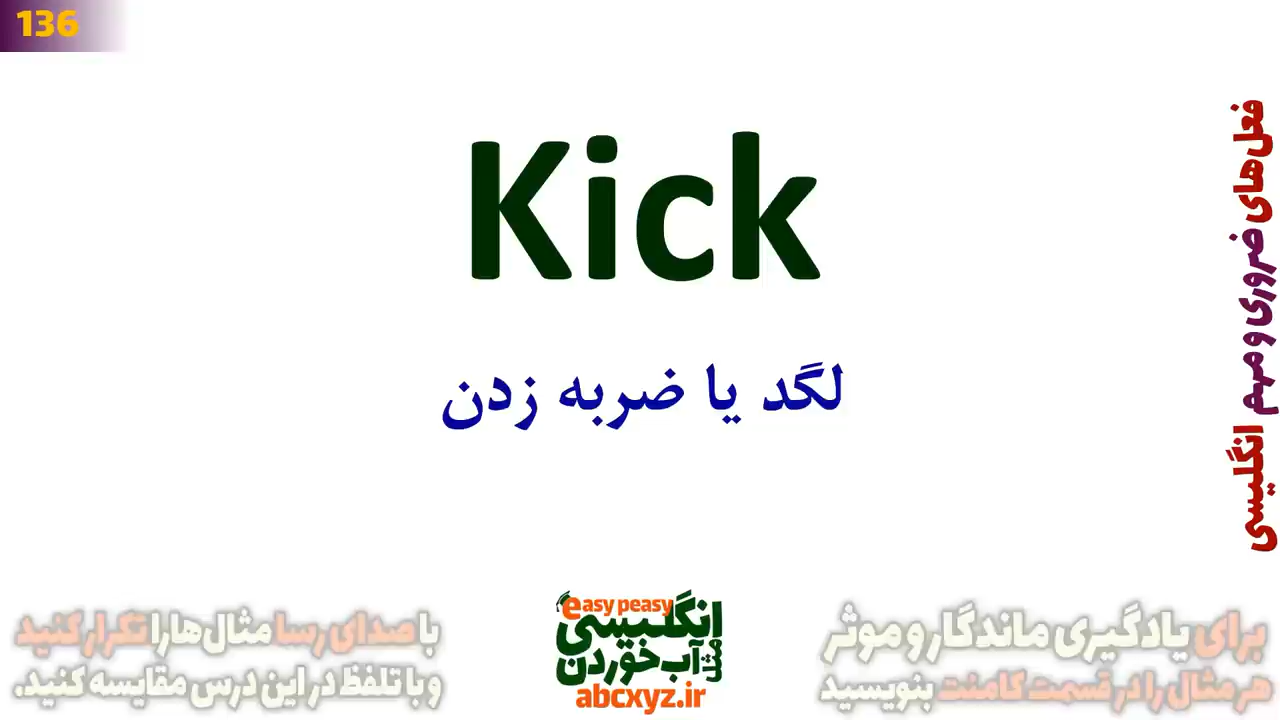 136
Kick
لگد یا ضربه زدن
فعل‌های ضروری و مهم انگلیسی
برای یادگیری ماندگار و موثر
هر مثال را در قسمت کامنت بنویسید
easy peasy
انگلیسی
مثل آب خوردن
abcxyz.ir
با صدای رسا مثال‌ها را تکرار کنید
و با تلفظ در این درس مقایسه کنید.